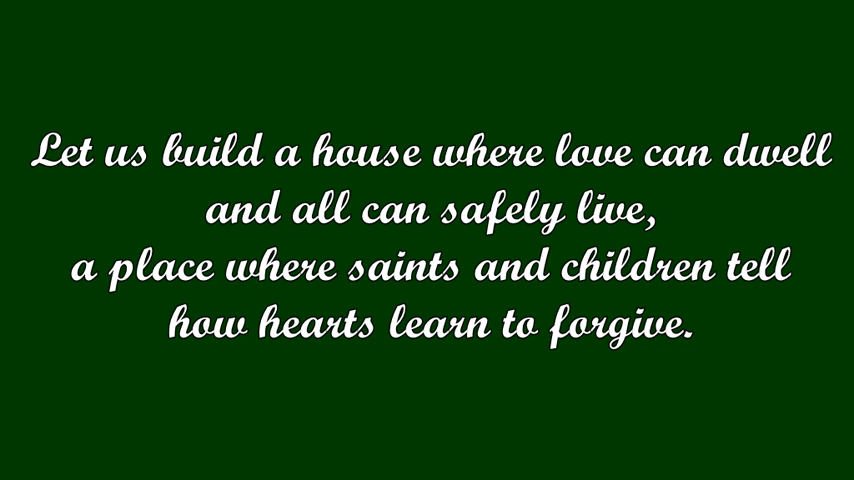 Let us build a house where love can dwell
and all can safely live,
a place where saints and children tell
how hearts learn to forgive.